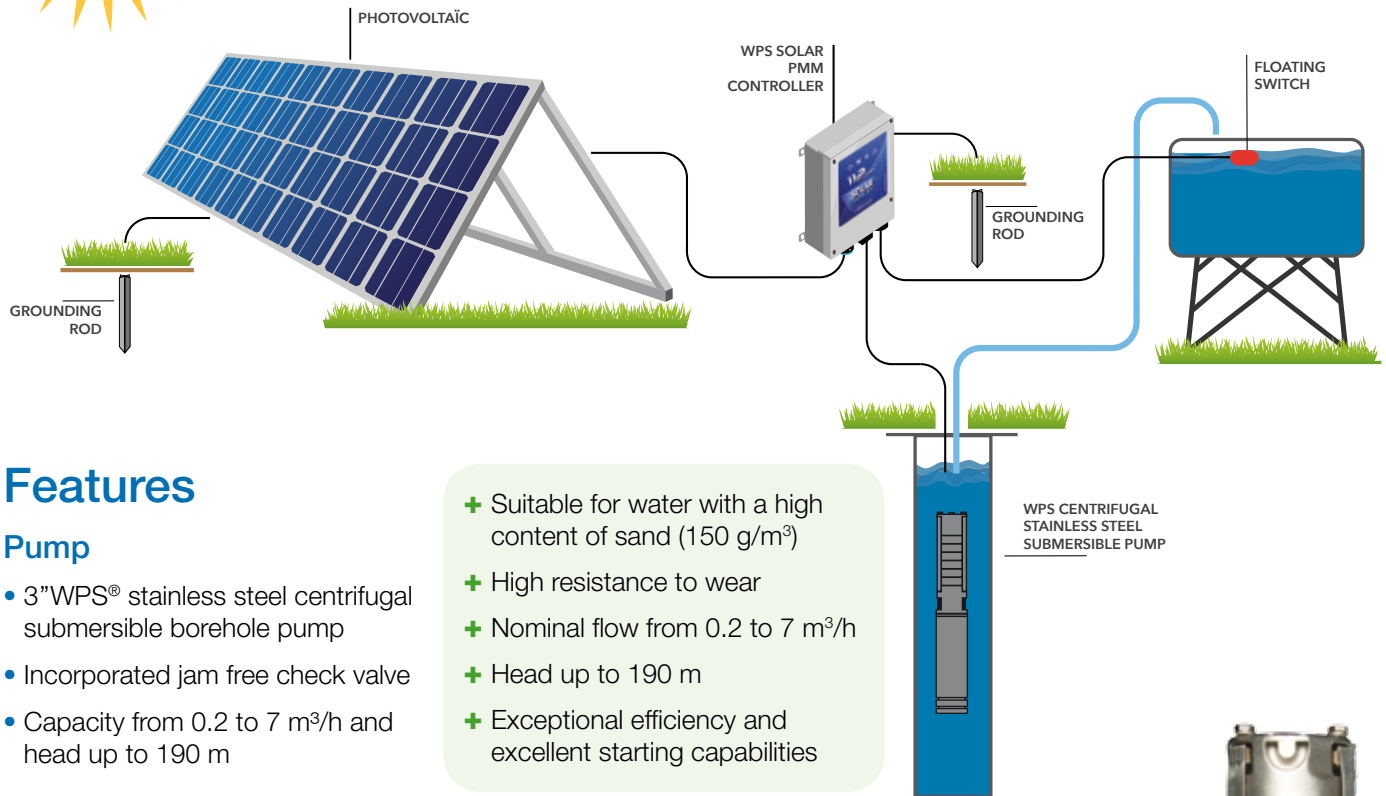 PHOTOVOLTAÏC
WPS SOLAR
PMM
CONTROLLER
FLOATING
SWITCH
GROUNDING
ROD
GROUNDING
ROD
WPS CENTRIFUGAL
STAINLESS STEEL
SUBMERSIBLE PUMP
Features
Pump
• 3”WPS® stainless steel centrifugal
submersible borehole pump
• Incorporated jam free check valve
• Capacity from 0.2 to 7 m³/h and
head up to 190 m
+ Suitable for water with a high
content of sand (150 g/m³)
+ High resistance to wear
+ Nominal flow from 0.2 to 7 m³/h
+ Head up to 190 m
+ Exceptional efficiency and
excellent starting capabilities
SOLAR